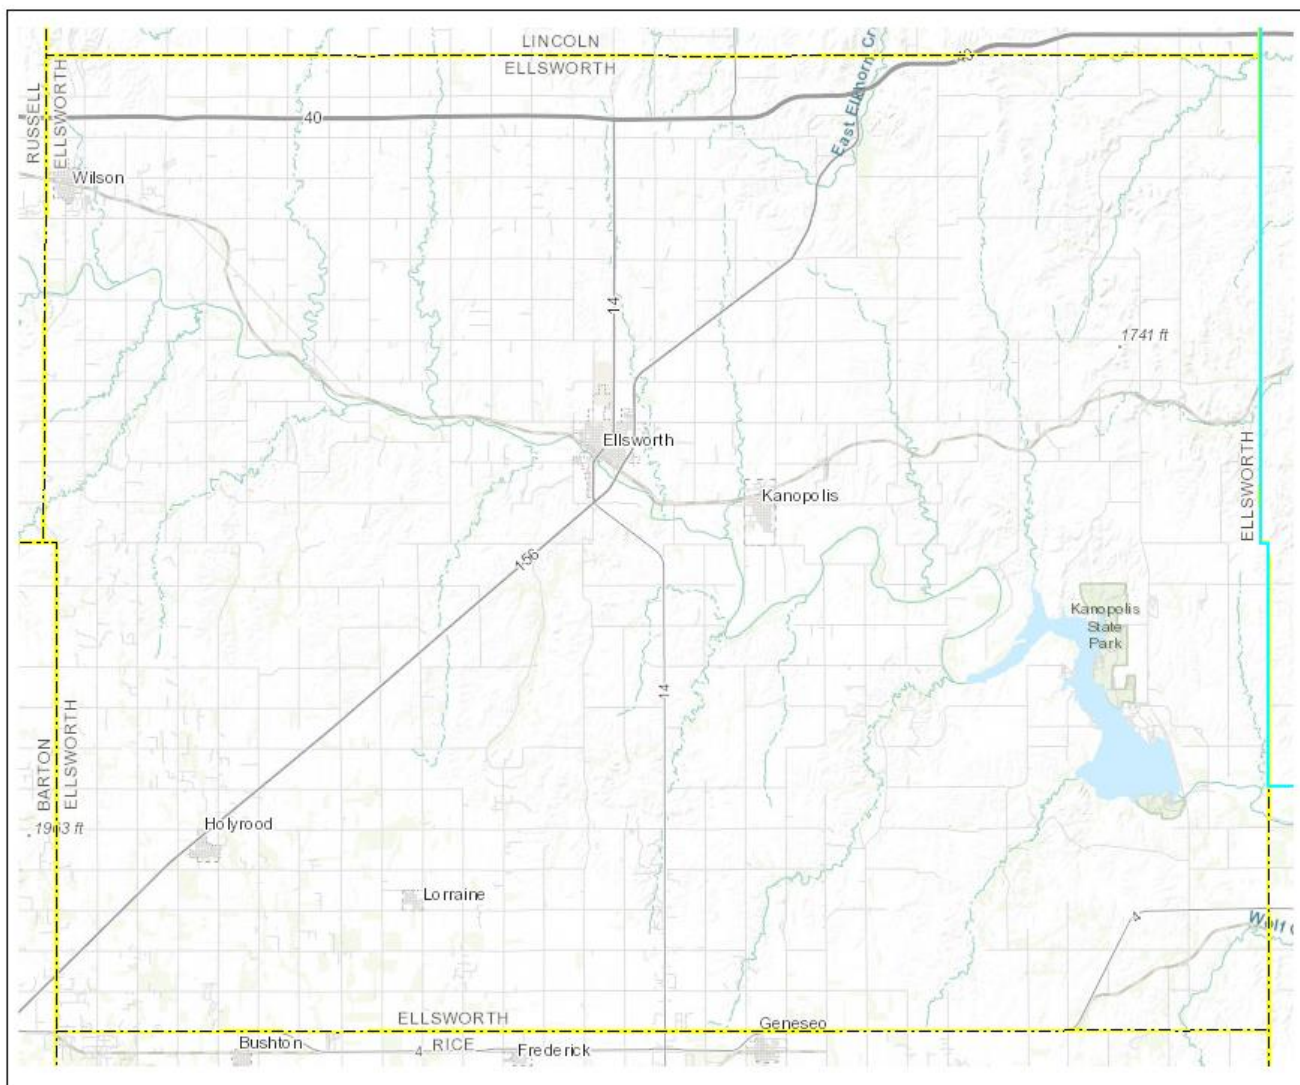 LINCOLN
ELLSWORTH
RUSSELL
ELLSWORTH
East Elkhorn Cr
40
Wilson
14
1741 ft
Ellsworth
Kanopolis
ELLSWORTH
156
Kanopolis
State
Park
14
BARTON
ELLSWORTH
Holyrood
Lorraine
4
ELLSWORTH
RICE
Geneseo
Bushton
4
Frederick